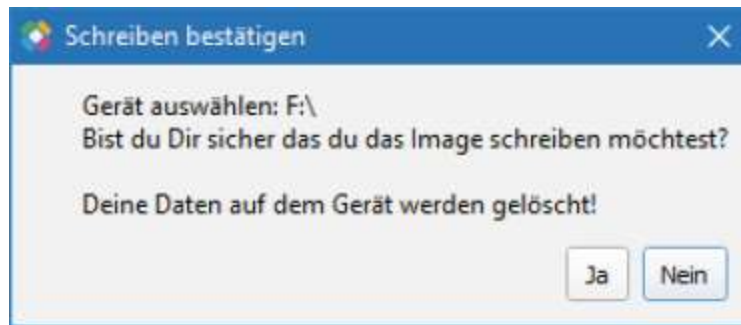 Schreiben bestätigen
Gerät auswählen: F:\
Bist du Dir sicher das du das Image schreiben möchtest?
Deine Daten auf dem Gerät werden gelöscht!
Ja Nein